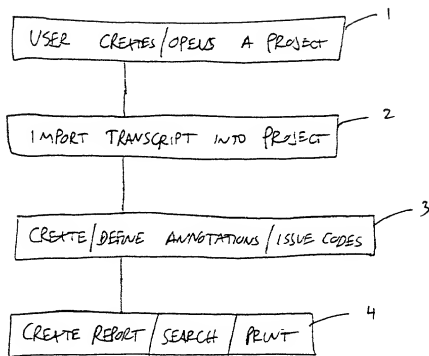 1
USER CREATES/OPENS A PROJECT
2
IMPORT TRANSCRIPT INTO PROJECT
3
CREATE/DEFINE ANNOTATIONS/ISSUE CODES
4
CREATE REPORT/SEARCH/PRINT